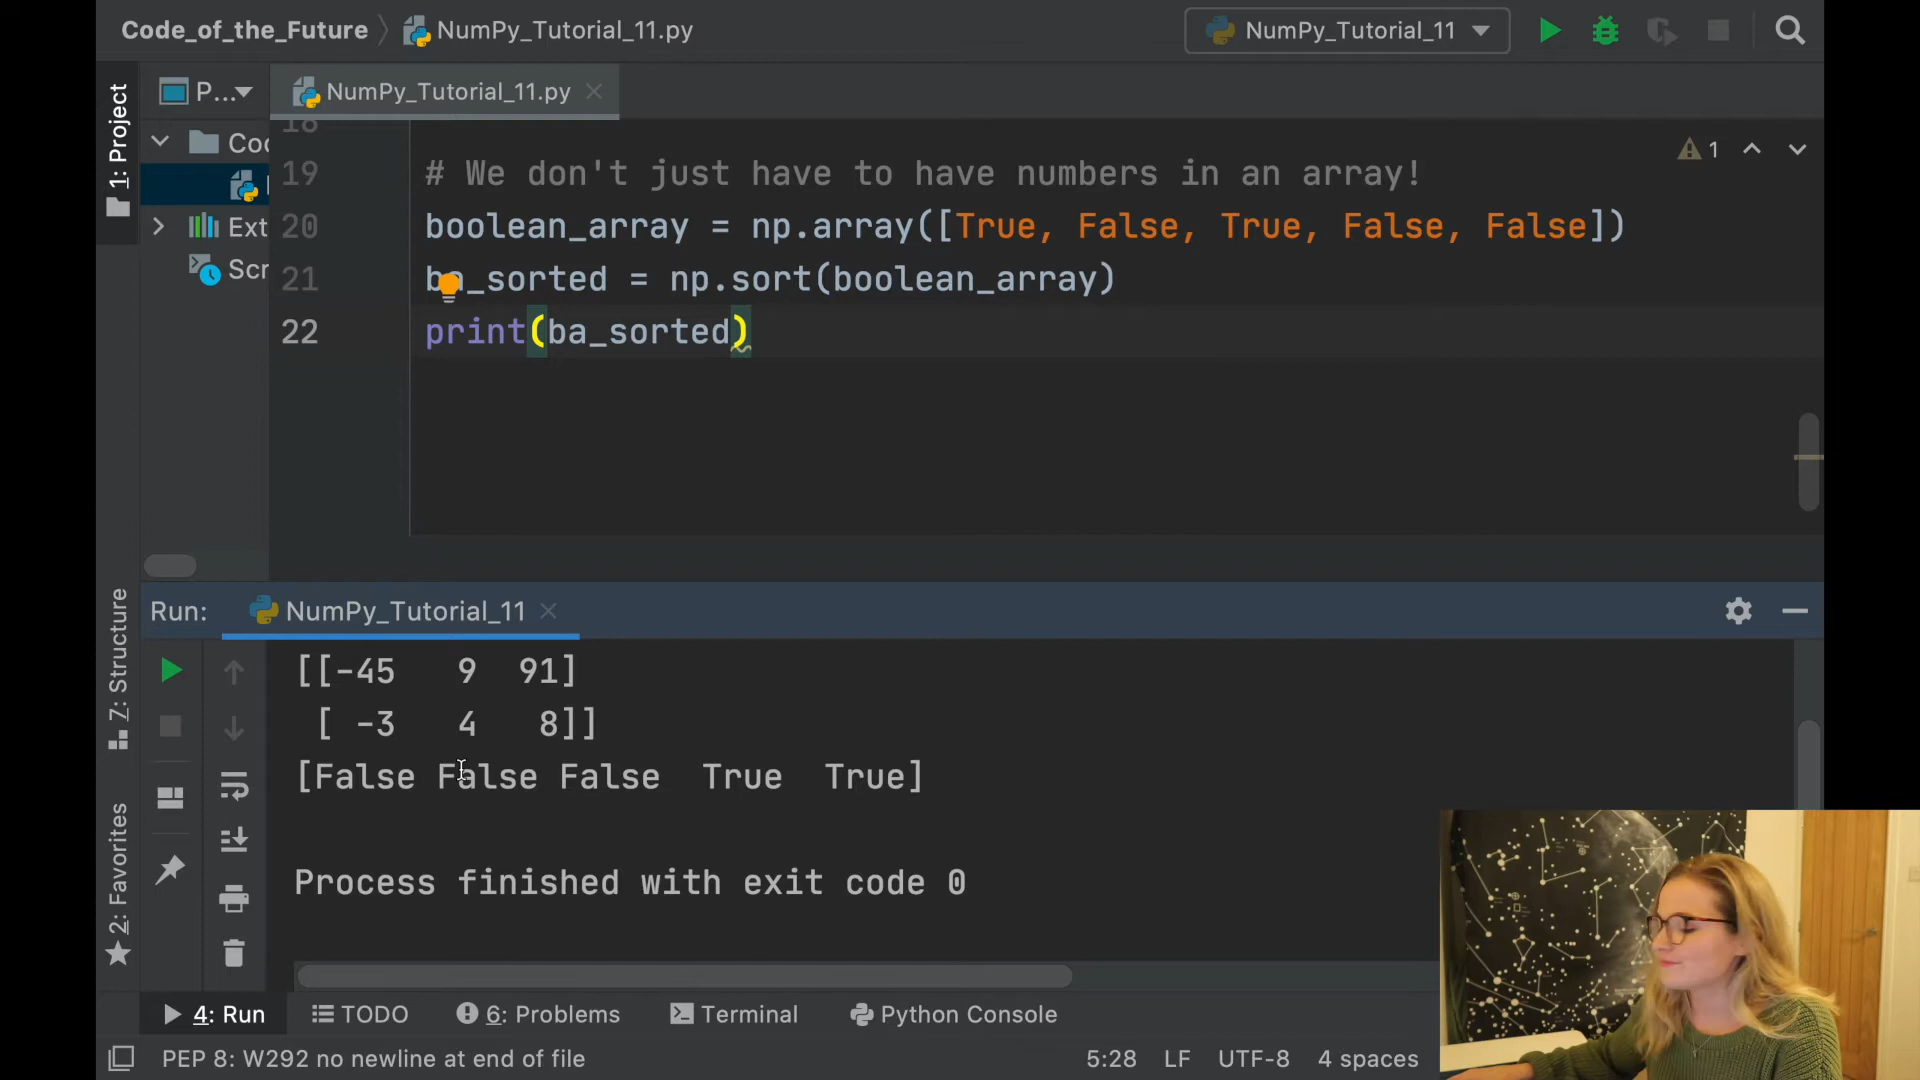 Code_of_the_Future NumPy_Tutorial_11.py NumPy_Tutorial_11
P... NumPy_Tutorial_11.py
1: Project
Ext
Scr
18
19 # We don't just have to have numbers in an array!
20 boolean_array = np.array([True, False, True, False, False])
21 ba_sorted = np.sort(boolean_array)
22 print(ba_sorted)
1
Run: NumPy_Tutorial_11
7: Structure
2: Favorites
[[-45 9 91]
[ -3 4 8]]
[False False False True True]
Process finished with exit code 0
4: Run TODO 6: Problems Terminal Python Console
PEP 8: W292 no newline at end of file 5:28 LF UTF-8 4 spaces